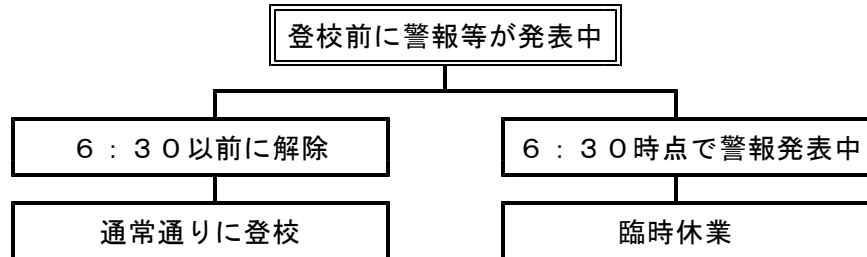 登校前に警報等が発表中
６：３０以前に解除
６：３０時点で警報発表中
通常通りに登校
臨時休業